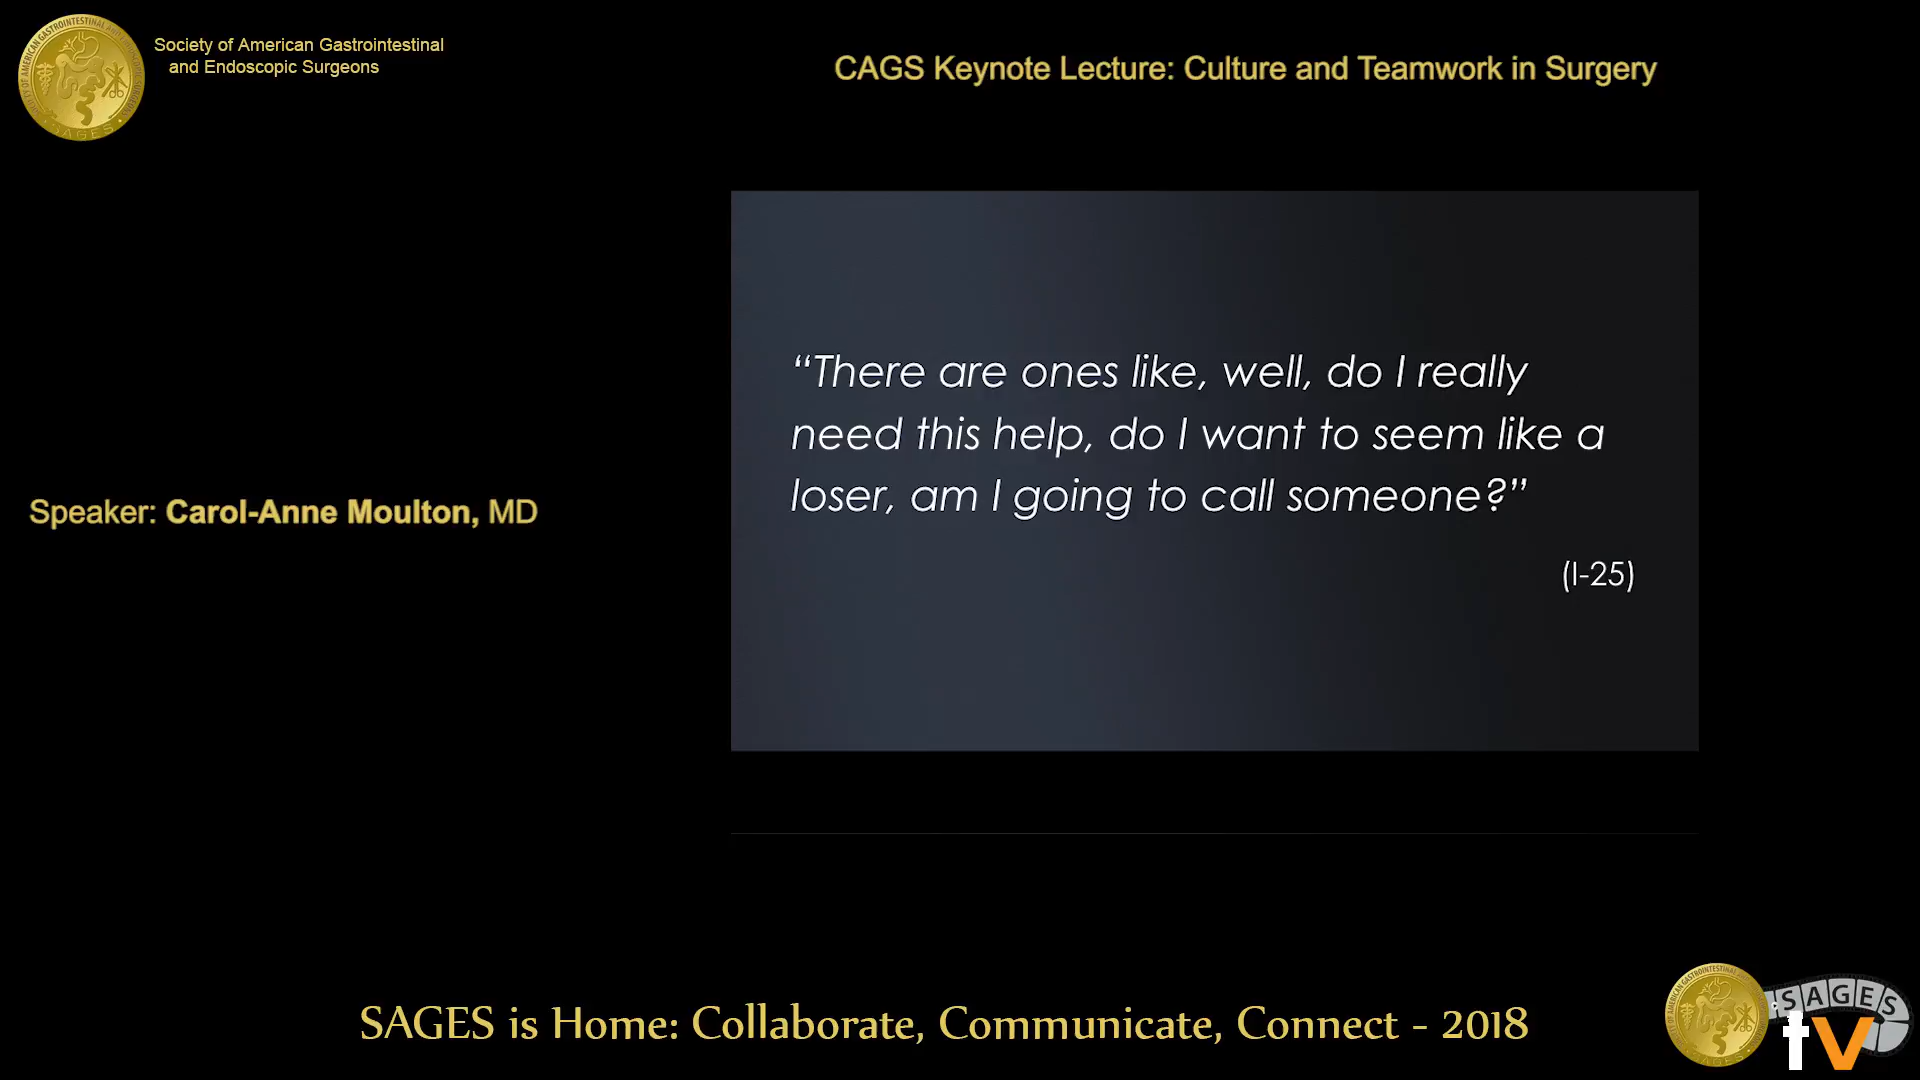 Society of American Gastrointestinal
and Endoscopic Surgeons
CAGS Keynote Lecture: Culture and Teamwork in Surgery
“There are ones like, well, do I really
need this help, do I want to seem like a
loser, am I going to call someone?”
(I-25)
Speaker: Carol-Anne Moulton, MD
SAGES is Home: Collaborate, Communicate, Connect - 2018
SAGES
tv